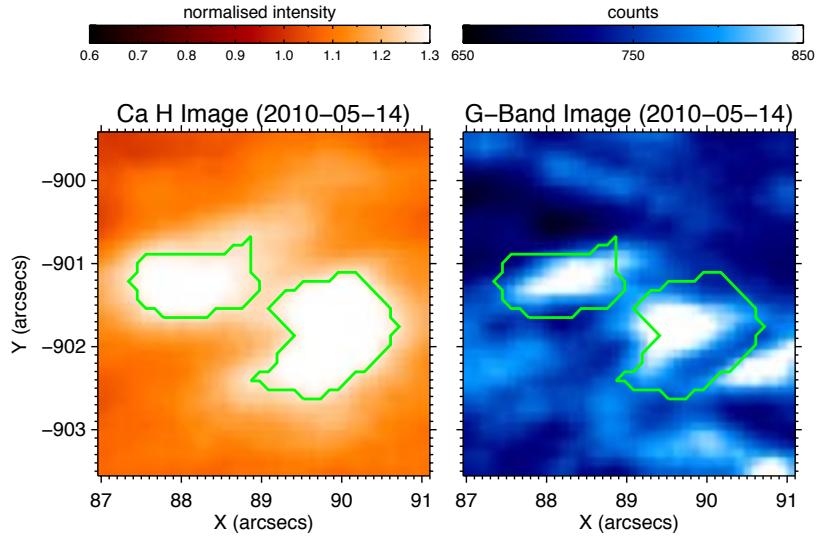 normalised intensity
counts
0.6 0.7 0.8 0.9 1.0 1.1 1.2 1.3
650 750 850
Ca H Image (2010−05−14)
G−Band Image (2010−05−14)
−900
−901
−902
−903
Y (arcsecs)
87 88 89 90 91
87 88 89 90 91
X (arcsecs)
X (arcsecs)